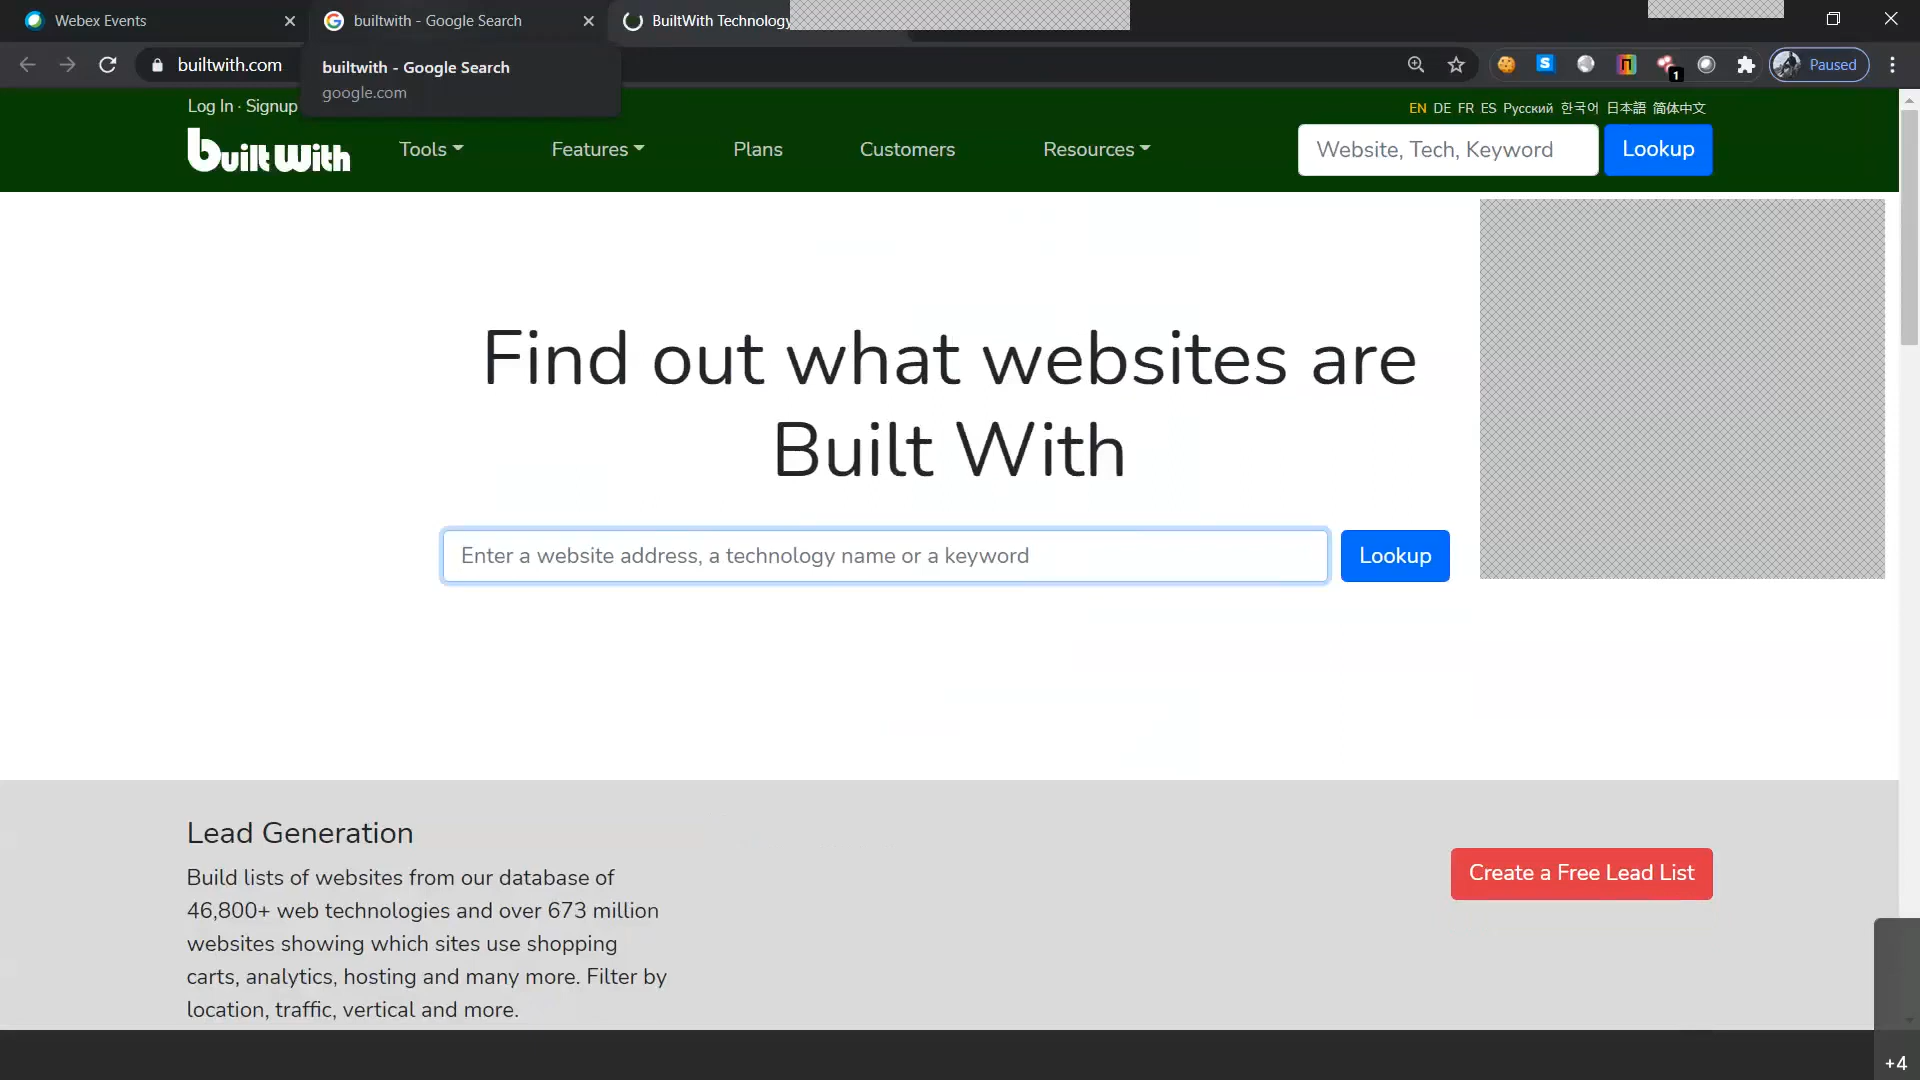 Webex Events
builtwith - Google Search
BuiltWith Technology
builtwith.com
builtwith - Google Search
google.com
Paused
1
Log In · Signup
EN DE FR ES Русский 한국어 日本語 简体中文
built With
Tools
Features
Plans
Customers
Resources
Website, Tech, Keyword
Lookup
Find out what websites are
Built With
Enter a website address, a technology name or a keyword
Lookup
Lead Generation
Build lists of websites from our database of
46,800+ web technologies and over 673 million
websites showing which sites use shopping
carts, analytics, hosting and many more. Filter by
location, traffic, vertical and more.
Create a Free Lead List
+4